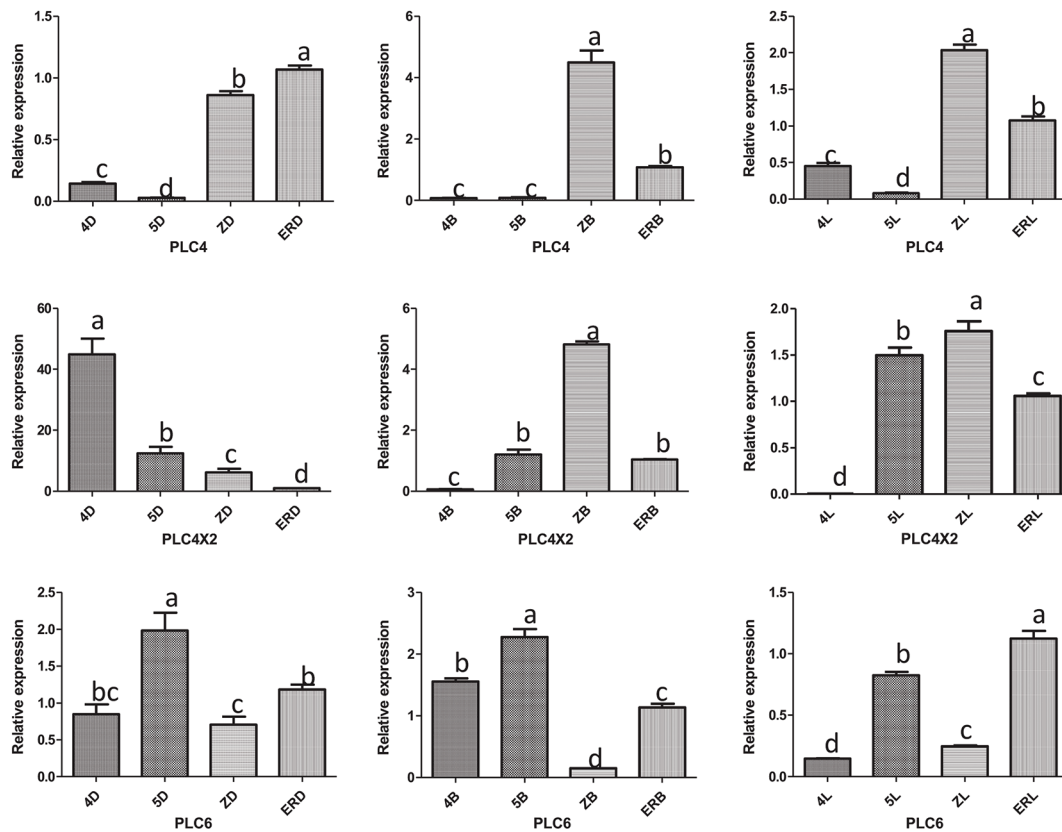 Relative expression
1.5
1.0
0.5
0.0
c
d
b
a
4D
5D
ZD
ERD
PLC4
Relative expression
6
4
2
0
c
c
a
b
4B
5B
ZB
ERB
PLC4
Relative expression
2.5
2.0
1.5
1.0
0.5
0.0
c
d
a
b
4L
5L
ZL
ERL
PLC4
Relative expression
60
40
20
0
a
b
c
d
4D
5D
ZD
ERD
PLC4X2
Relative expression
6
4
2
0
c
b
a
b
4B
5B
ZB
ERB
PLC4X2
Relative expression
2.0
1.5
1.0
0.5
0.0
d
b
a
c
4L
5L
ZL
ERL
PLC4X2
Relative expression
2.5
2.0
1.5
1.0
0.5
0.0
bc
a
c
b
4D
5D
ZD
ERD
PLC6
Relative expression
3
2
1
0
b
a
d
c
4B
5B
ZB
ERB
PLC6
Relative expression
1.5
1.0
0.5
0.0
d
b
c
a
4L
5L
ZL
ERL
PLC6